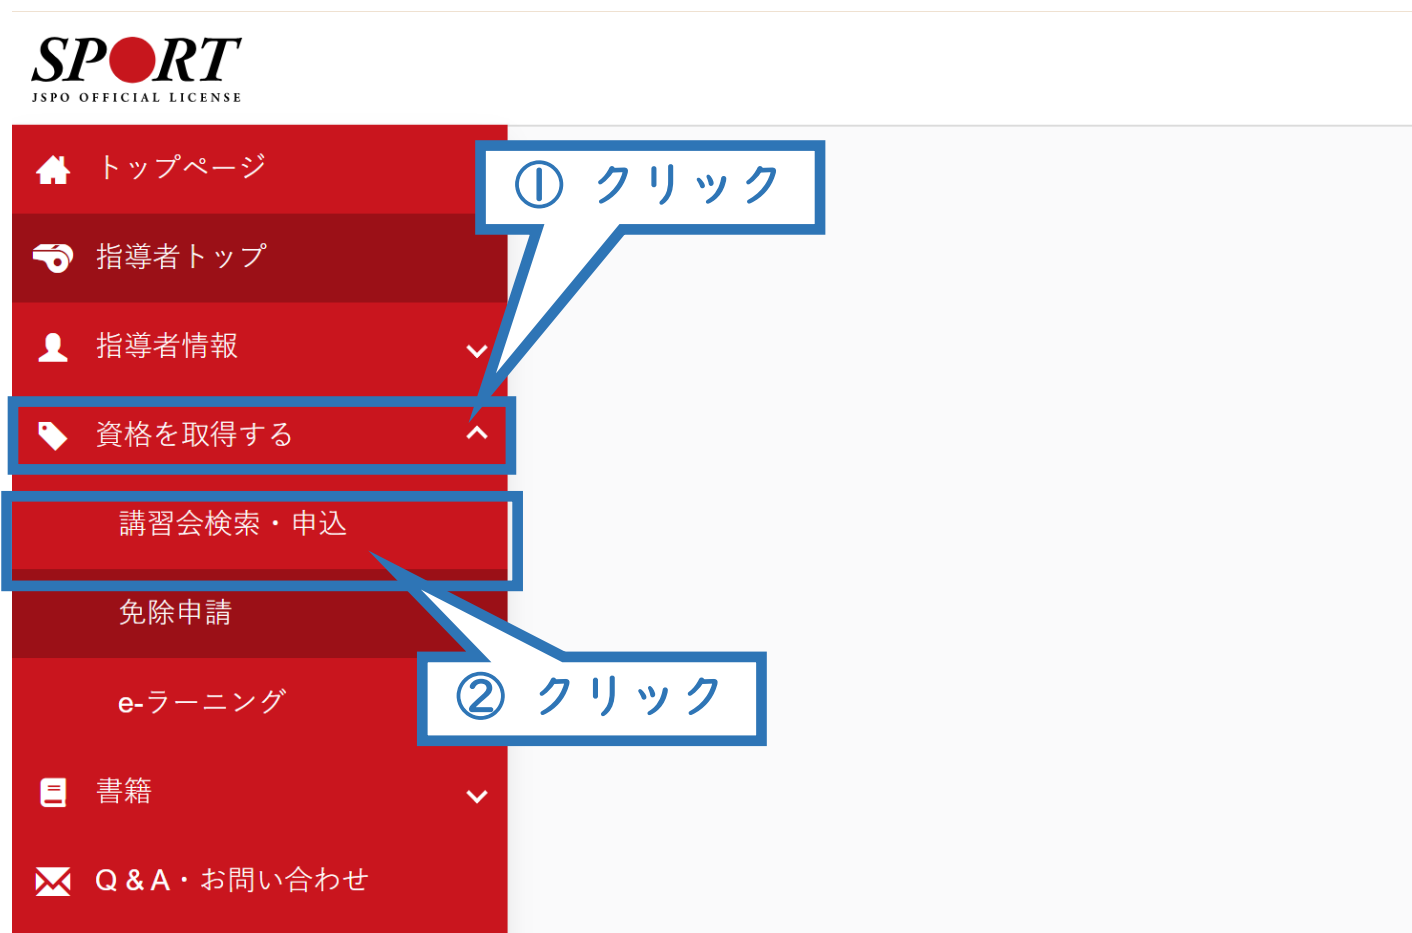 SPORT
JSPO OFFICIAL LICENSE
トップページ
① クリック
指導者トップ
指導者情報
資格を取得する
講習会検索・申込
免除申請
② クリック
e-ラーニング
書籍
Q & A・お問い合わせ